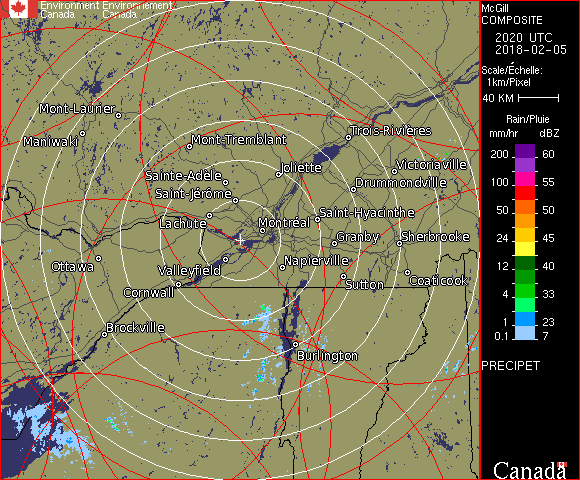 Environment Environnement
Canada Canada
McGill
COMPOSITE
2020 UTC
2018-02-05
Scale/Échelle:
1km/Pixel
40 KM
Rain/Pluie
mm/hr dBZ
200 60
100 55
50 50
24 45
12 40
4 33
1 23
0.1 7
PRECIPET
Canada
Mont-Laurier
Maniwaki
Mont-Tremblant
Trois-Rivières
Sainte-Adèle
Joliette
Victoriaville
Saint-Jérôme
Drummondville
Lachute
Montréal
Saint-Hyacinthe
Granby
Sherbrooke
Ottawa
Valleyfield
Napierville
Cornwall
Sutton
Coaticook
Brockville
Burlington